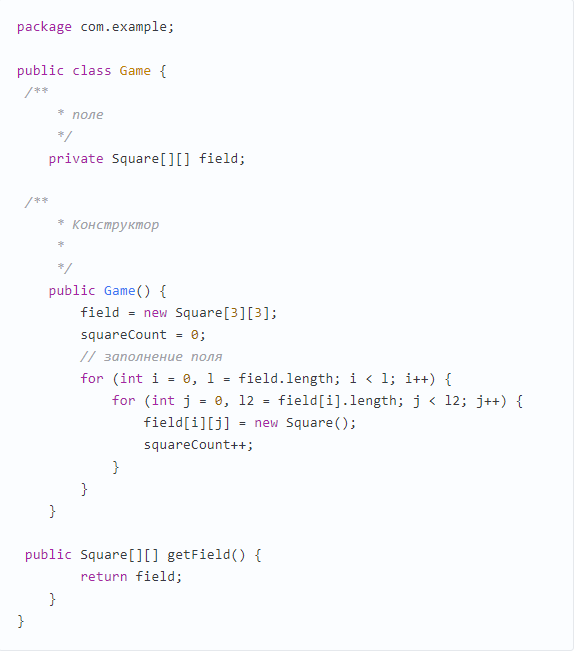 package com.example;
public class Game {
/**
* поле
*/
private Square[][] field;
/**
* Конструктор
*
*/
public Game() {
field = new Square[3][3];
squareCount = 0;
// заполнение поля
for (int i = 0, l = field.length; i < l; i++) {
for (int j = 0, l2 = field[i].length; j < l2; j++) {
field[i][j] = new Square();
squareCount++;
}
}
}
public Square[][] getField() {
return field;
}
}